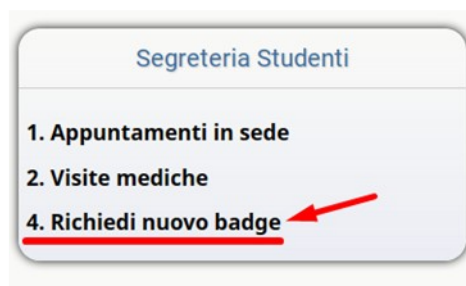 Segreteria Studenti
1. Appuntamenti in sede
2. Visite mediche
4. Richiedi nuovo badge